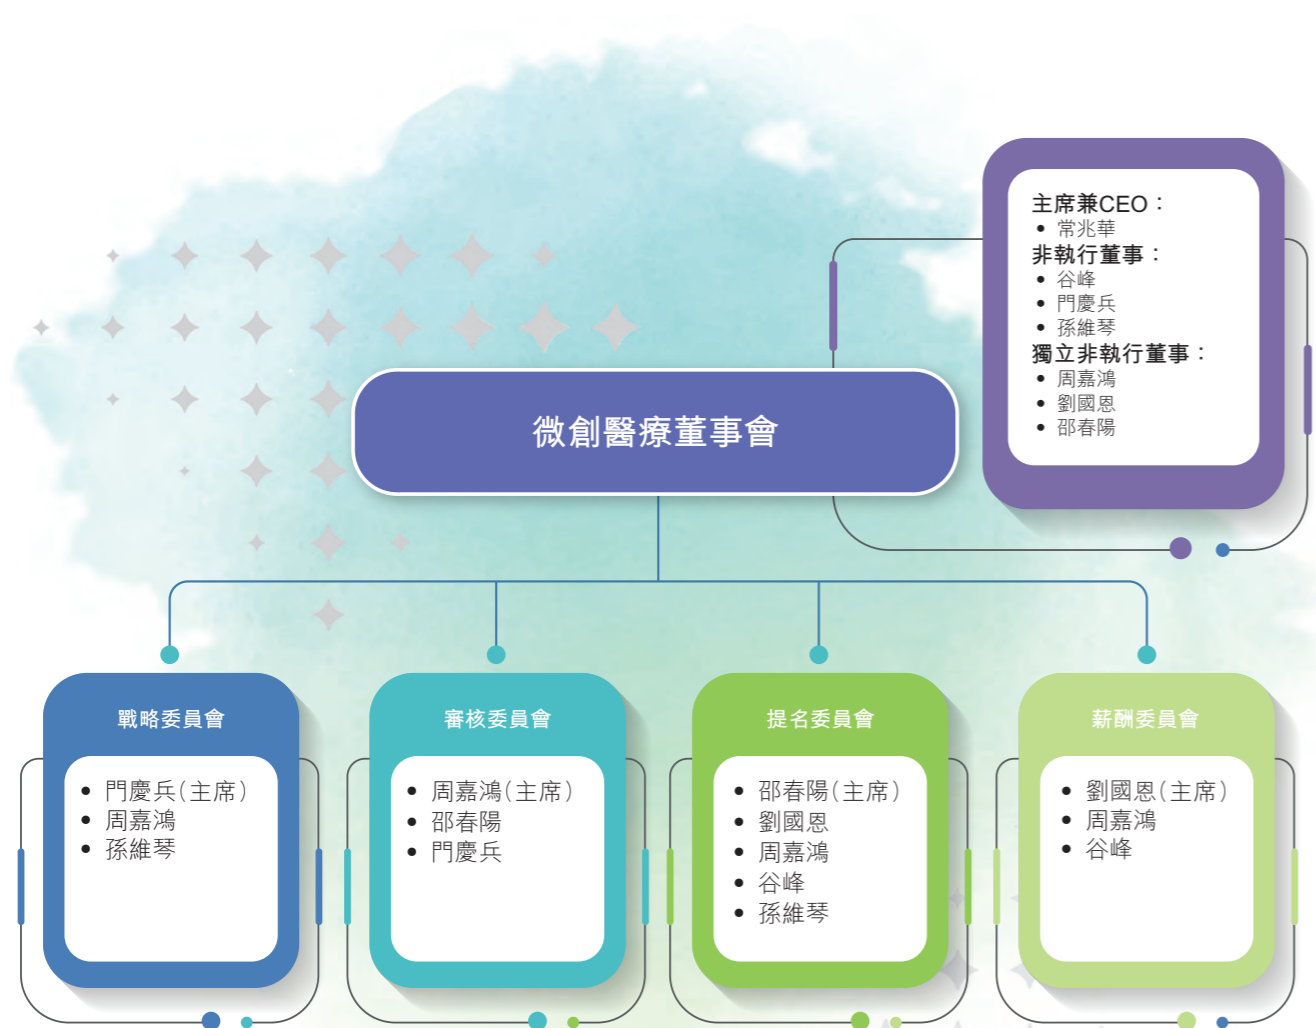 主席兼CEO：
• 常兆華
非執行董事：
• 谷峰
• 門慶兵
• 孫維琴
獨立非執行董事：
• 周嘉鴻
• 劉國恩
• 邵春陽
微創醫療董事會
戰略委員會
• 門慶兵(主席)
• 周嘉鴻
• 孫維琴
審核委員會
• 周嘉鴻(主席)
• 邵春陽
• 門慶兵
提名委員會
• 邵春陽(主席)
• 劉國恩
• 周嘉鴻
• 谷峰
• 孫維琴
薪酬委員會
• 劉國恩(主席)
• 周嘉鴻
• 谷峰